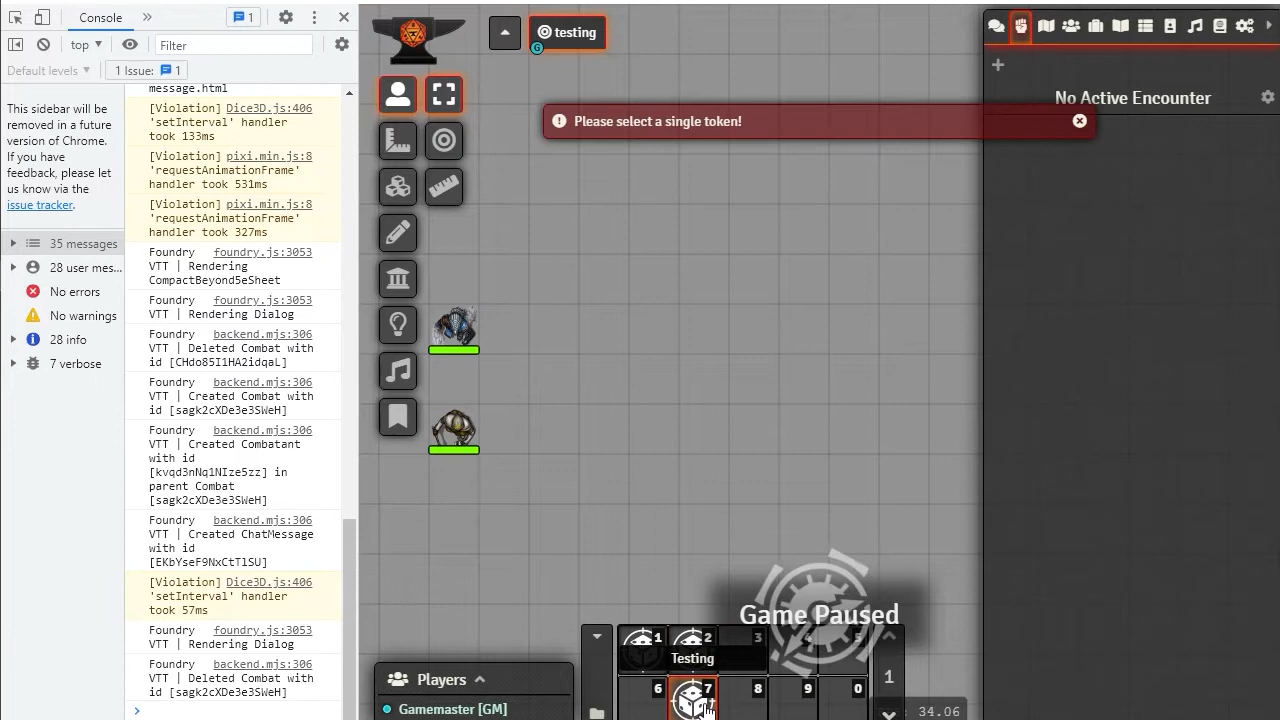 Console
1
top
Filter
Default levels
1 Issue:
1
This sidebar will be
removed in a future
version of Chrome.
If you have
feedback, please let
us know via the
issue tracker.
35 messages
28 user mes...
No errors
No warnings
28 info
7 verbose
message.html
[Violation] Dice3D.js:406
'setInterval' handler
took 133ms
[Violation] pixi.min.js:8
'requestAnimationFrame'
handler took 531ms
[Violation] pixi.min.js:8
'requestAnimationFrame'
handler took 327ms
Foundry foundry.js:3053
VTT | Rendering
CompactBeyond5eSheet
Foundry foundry.js:3053
VTT | Rendering Dialog
Foundry backend.mjs:306
VTT | Deleted Combat with
id [CHdo85I1HA2idqaL]
Foundry backend.mjs:306
VTT | Created Combat with
id [sagk2cXDe3e3SWeH]
Foundry backend.mjs:306
VTT | Created Combatant
with id
[kvqd3nNq1NIze5zz] in
parent Combat
[sagk2cXDe3e3SWeH]
Foundry backend.mjs:306
VTT | Created ChatMessage
with id
[EKbYseF9NxCtTlSU]
[Violation] Dice3D.js:406
'setInterval' handler
took 57ms
Foundry foundry.js:3053
VTT | Rendering Dialog
Foundry backend.mjs:306
VTT | Deleted Combat with
id [sagk2cXDe3e3SWeH]
testing
G
Please select a single token!
No Active Encounter
Game Paused
1 2 3 4 5
Testing
6 7 8 9 0
1
Players
Gamemaster [GM]
34.06